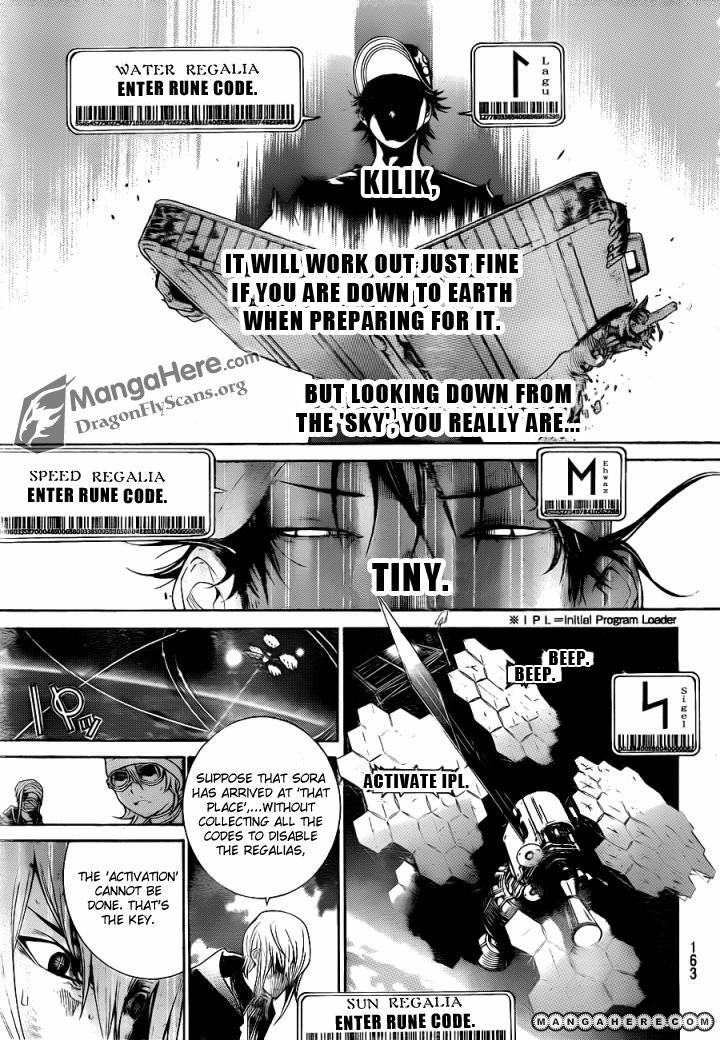 WATER REGALIA
ENTER RUNE CODE.
Lagu
KILIK,
IT WILL WORK OUT JUST FINE
IF YOU ARE DOWN TO EARTH
WHEN PREPARING FOR IT.
MangaHere.com
DragonFlyScans.org
BUT LOOKING DOWN FROM
THE 'SKY', YOU REALLY ARE...
SPEED REGALIA
ENTER RUNE CODE.
Ehwaz
TINY.
※ I P L =Initial Program Loader
BEEP.
BEEP.
Sigel
ACTIVATE IPL.
SUPPOSE THAT SORA
HAS ARRIVED AT 'THAT
PLACE',...WITHOUT
COLLECTING ALL THE
CODES TO DISABLE
THE REGALIAS,
THE 'ACTIVATION'
CANNOT BE
DONE. THAT'S
THE KEY.
163
SUN REGALIA
ENTER RUNE CODE.
MANGAHERE.COM